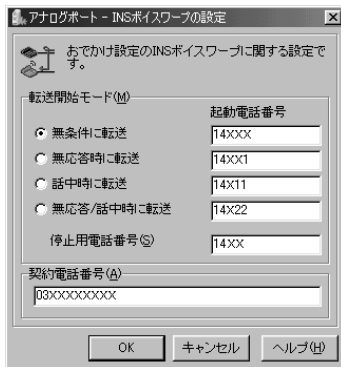 アナログポート - INSボイスワープの設定
おでかけ設定のINSボイスワープに関する設定で
す。
転送開始モード(M)
起動電話番号
無条件に転送 14XXX
無応答時に転送 14XX1
話中時に転送 14X11
無応答/話中時に転送 14X22
停止用電話番号(S) 14XX
契約電話番号(A)
03XXXXXXXX
OK キャンセル ヘルプ(H)